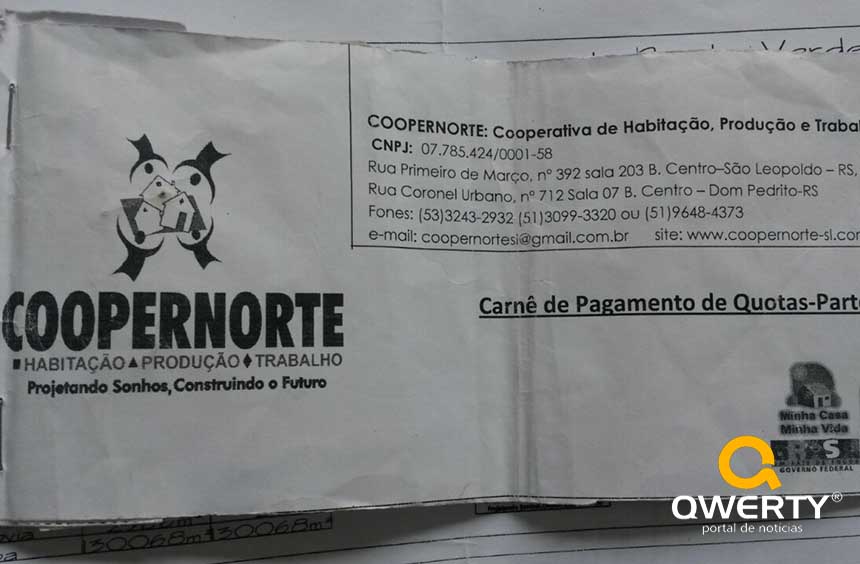 COOPERNORTE: Cooperativa de Habitação, Produção e Traba
CNPJ: 07.785.424/0001-58
Rua Primeiro de Março, nº 392 sala 203 B. Centro–São Leopoldo – RS,
Rua Coronel Urbano, nº 712 Sala 07 B. Centro – Dom Pedrito-RS
Fones: (53)3243-2932 (51)3099-3320 ou (51)9648-4373
e-mail: coopernortesi@gmail.com.br site: www.coopernorte-sl.com
COOPERNORTE
HABITAÇÃO PRODUÇÃO TRABALHO
Projetando Sonhos, Construindo o Futuro
Carnê de Pagamento de Quotas-Parte
Minha Casa
Minha Vida
GOVERNO FEDERAL
QWERTY®
portal de notícias
30068m² 30068m²